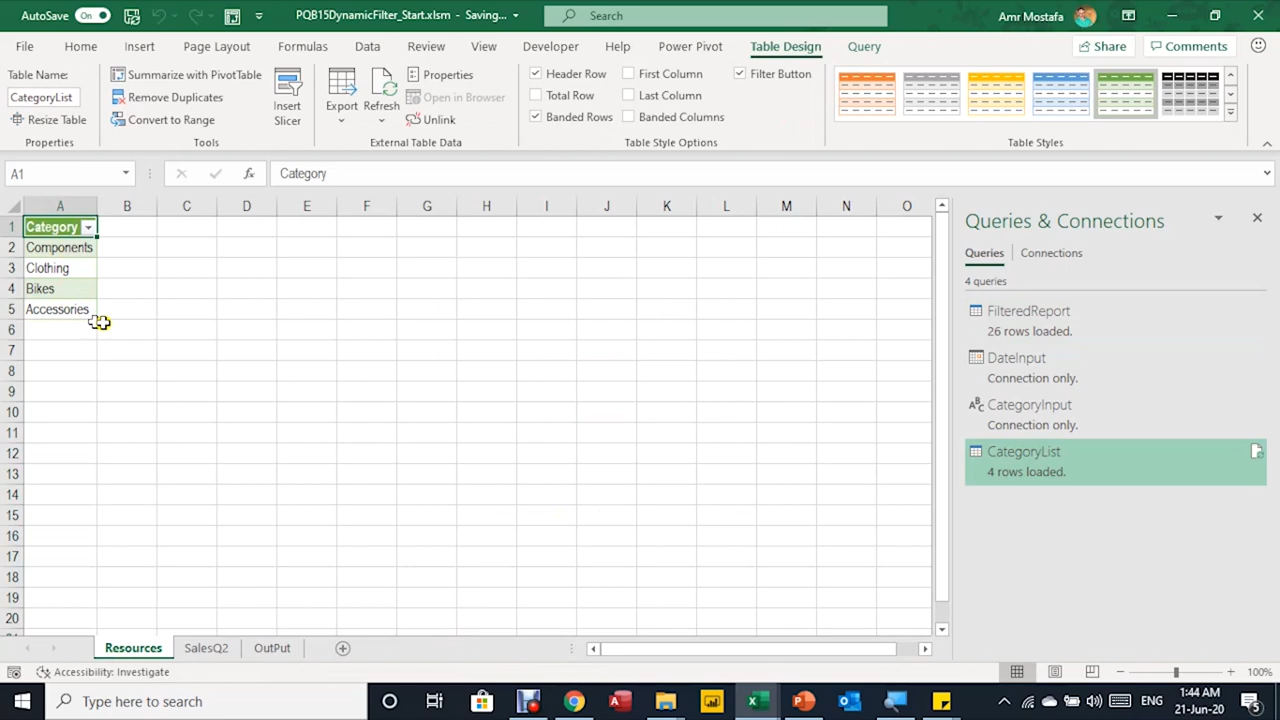 AutoSave On PQB15DynamicFilter_Start.xlsm - Saving... Search Amr Mostafa
File Home Insert Draw Page Layout Formulas Data Review View Developer Help Power Pivot Table Design Query Share Comments
Table Name:
CategoryList
Resize Table
Properties
Summarize with PivotTable
Remove Duplicates
Convert to Range
Tools
Insert
Slicer
Export
Refresh
Properties
Open in Browser
Unlink
External Table Data
Header Row First Column Filter Button
Total Row Last Column
Banded Rows Banded Columns
Table Style Options
Table Styles
A1 fx Category
A B C D E F G H I J K L M N O
1 Category
2 Components
3 Clothing
4 Bikes
5 Accessories
6
7
8
9
10
11
12
13
14
15
16
17
18
19
20
Queries & Connections
Queries Connections
4 queries
FilteredReport
26 rows loaded.
DateInput
Connection only.
ABC CategoryInput
Connection only.
CategoryList
4 rows loaded.
Resources SalesQ2 OutPut
Accessibility: Investigate 100%
Type here to search ENG 1:44 AM
21-Jun-20 5